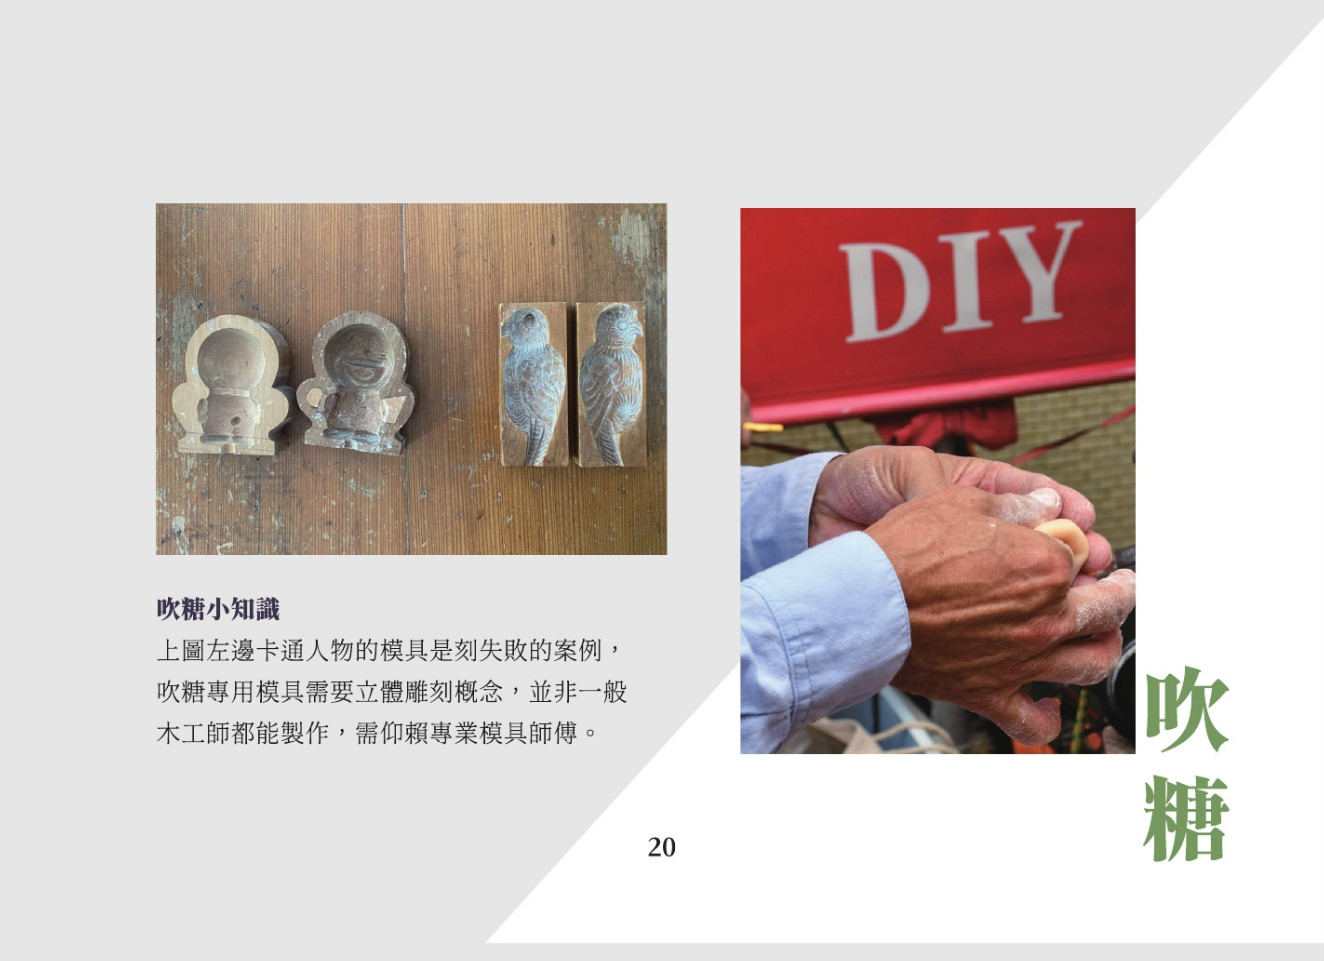 DIY
吹糖小知識
上圖左邊卡通人物的模具是刻失敗的案例，
吹糖專用模具需要立體雕刻概念，並非一般
木工師都能製作，需仰賴專業模具師傅。
吹糖
20